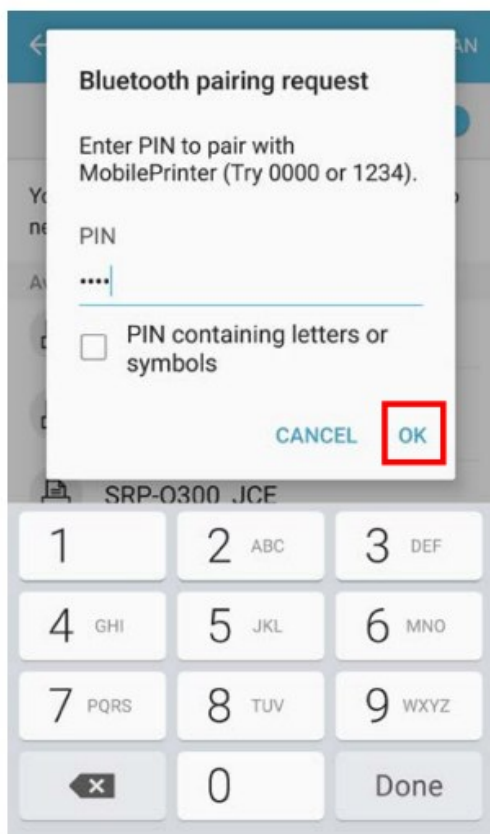 AN
Bluetooth pairing request
Enter PIN to pair with
MobilePrinter (Try 0000 or 1234).
PIN
••••
PIN containing letters or
symbols
CANCEL OK
SRP-Q300_JCE
1 2 ABC 3 DEF
4 GHI 5 JKL 6 MNO
7 PQRS 8 TUV 9 WXYZ
0 Done